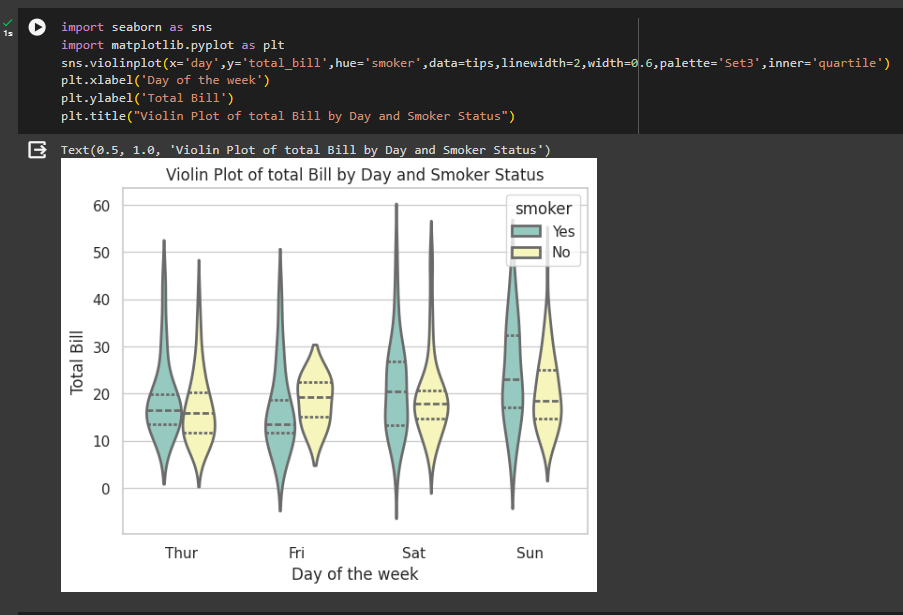 import seaborn as sns
1s
import matplotlib.pyplot as plt
sns.violinplot(x='day',y='total_bill',hue='smoker',data=tips,linewidth=2,width=0.6,palette='Set3',inner='quartile')
plt.xlabel('Day of the week')
plt.ylabel('Total Bill')
plt.title("Violin Plot of total Bill by Day and Smoker Status")
Text(0.5, 1.0, 'Violin Plot of total Bill by Day and Smoker Status')
Violin Plot of total Bill by Day and Smoker Status
smoker
Yes
No
Total Bill
60
50
40
30
20
10
0
Thur Fri Sat Sun
Day of the week